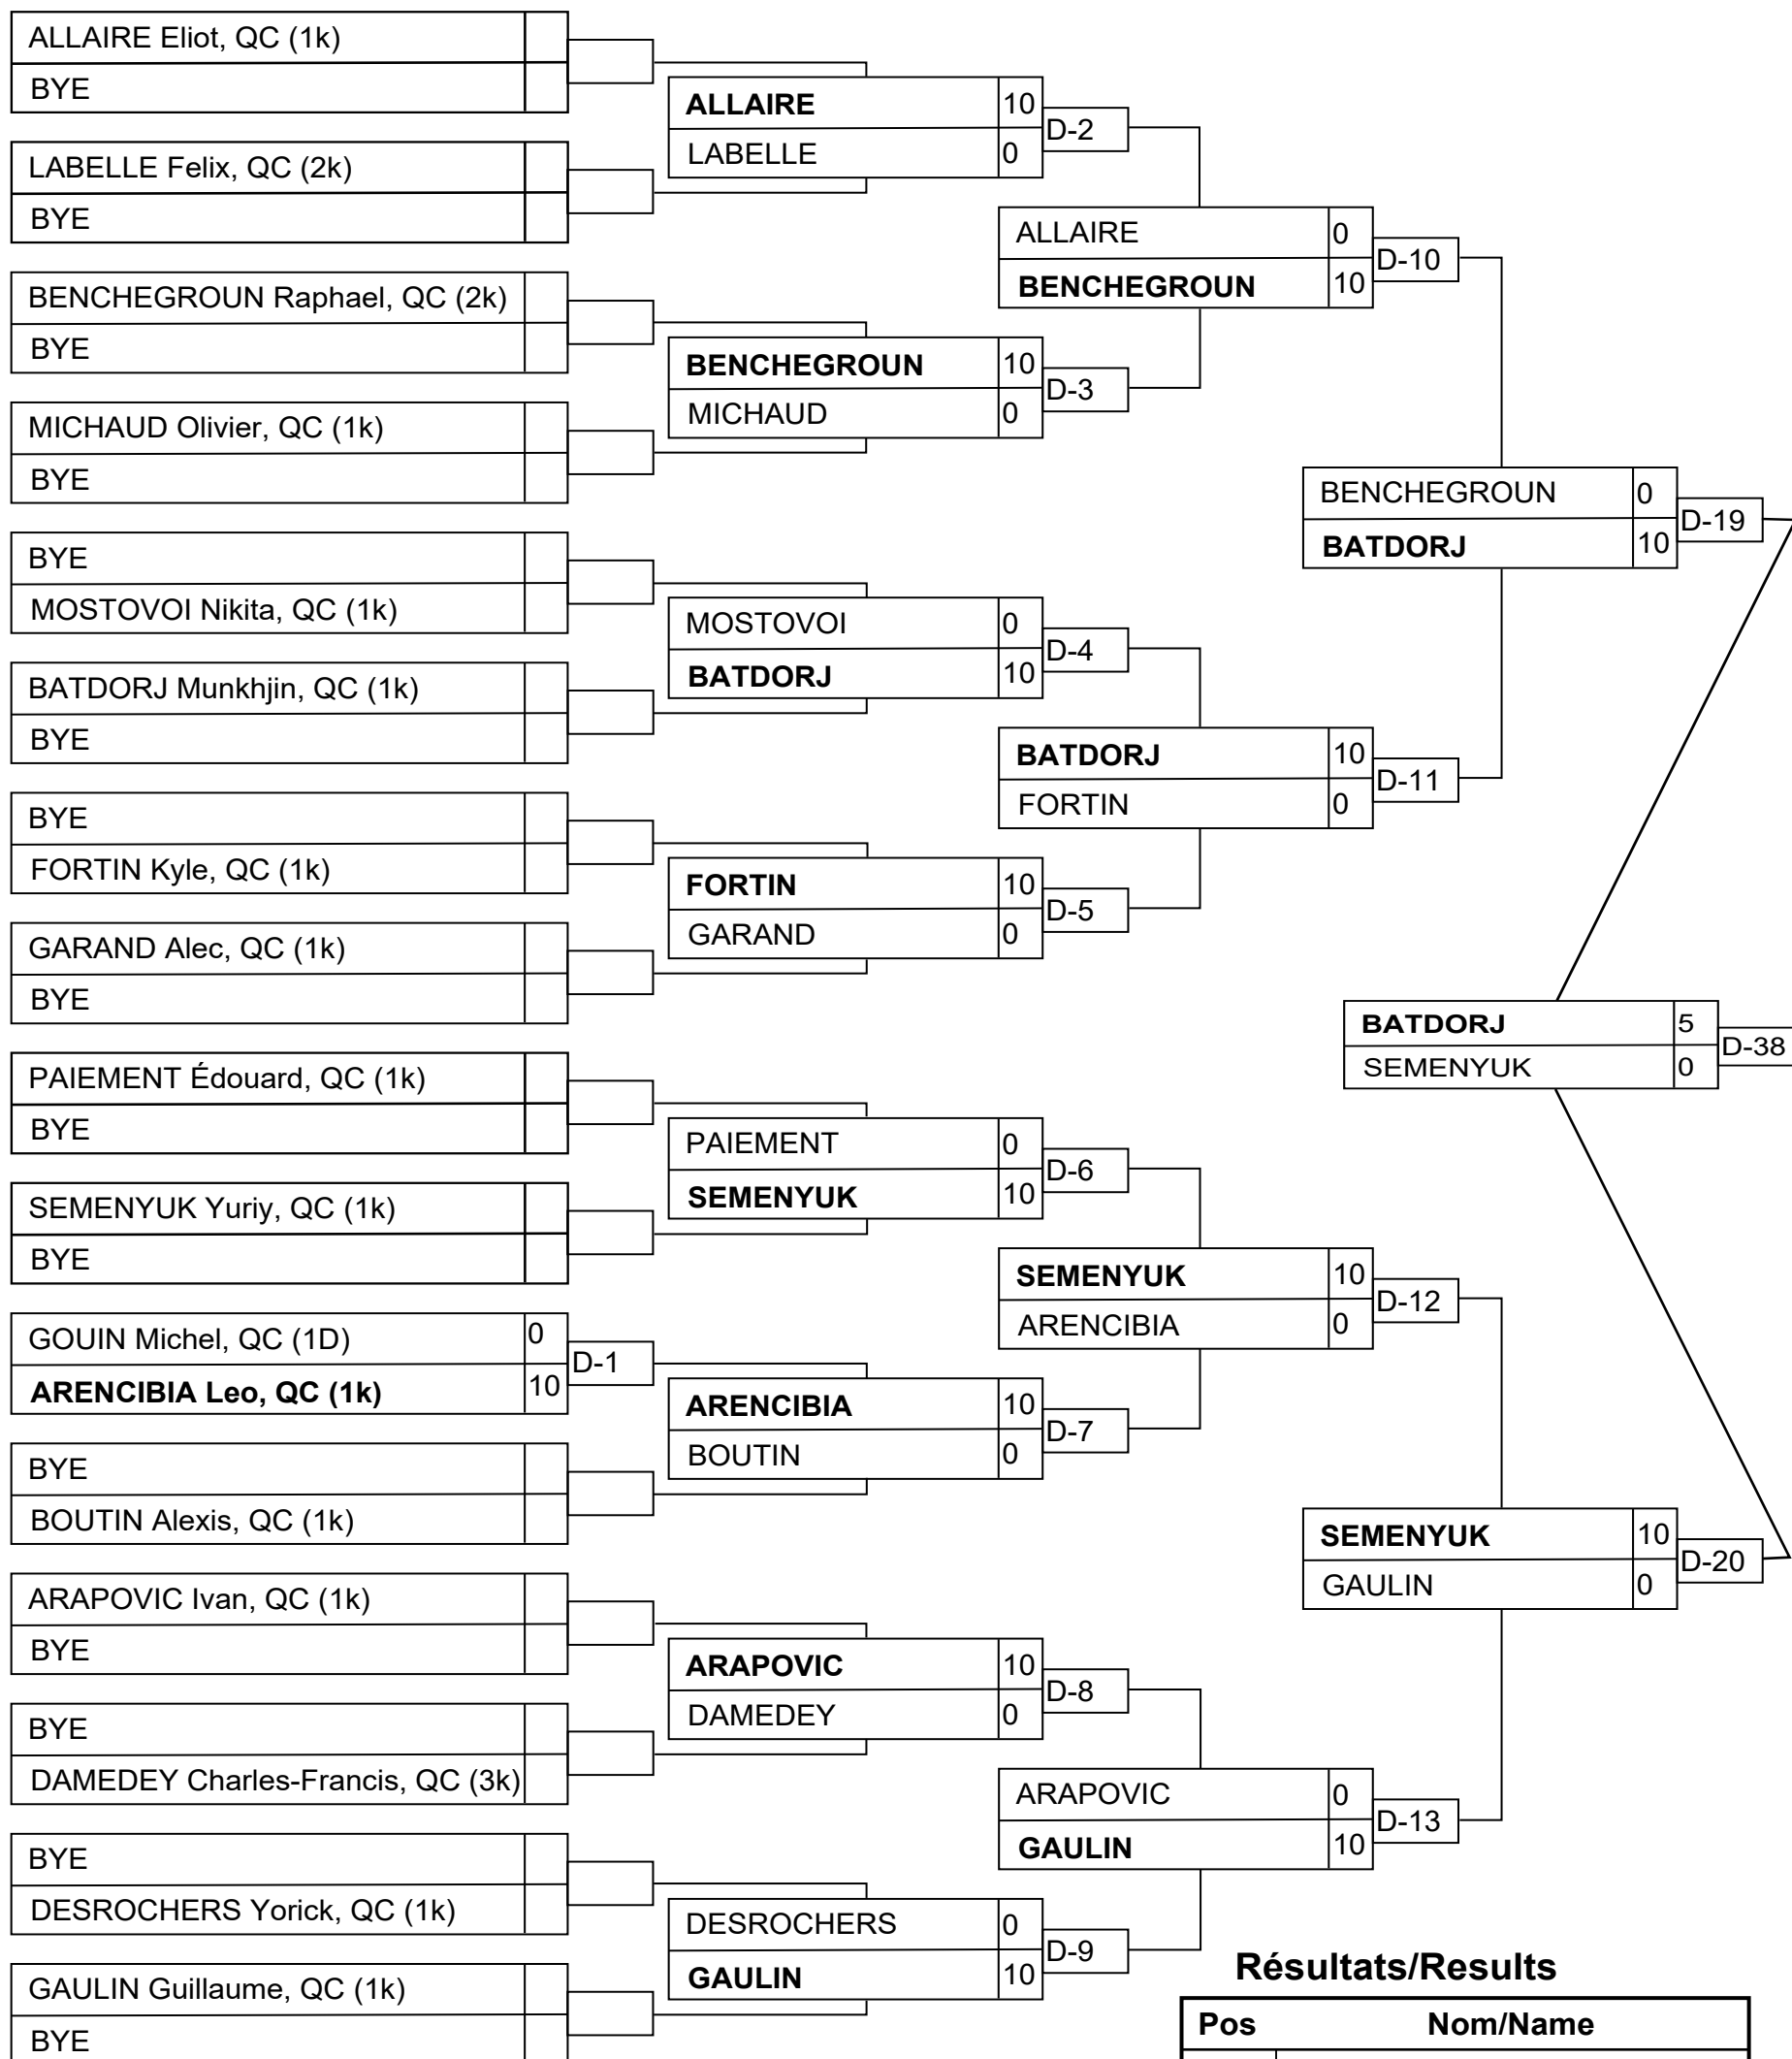 ALLAIRE Eliot, QC (1k)
BYE
LABELLE Felix, QC (2k)
BYE
BENCHEGROUN Raphael, QC (2k)
BYE
MICHAUD Olivier, QC (1k)
BYE
BYE
MOSTOVOI Nikita, QC (1k)
BATDORJ Munkhjin, QC (1k)
BYE
BYE
FORTIN Kyle, QC (1k)
GARAND Alec, QC (1k)
BYE
PAIEMENT Édouard, QC (1k)
BYE
SEMENYUK Yuriy, QC (1k)
BYE
GOUIN Michel, QC (1D) 0
D-1
ARENCIBIA Leo, QC (1k) 10
BYE
BOUTIN Alexis, QC (1k)
ARAPOVIC Ivan, QC (1k)
BYE
BYE
DAMEDEY Charles-Francis, QC (3k)
BYE
DESROCHERS Yorick, QC (1k)
GAULIN Guillaume, QC (1k)
BYE
ALLAIRE 10
D-2
LABELLE 0
BENCHEGROUN 10
D-3
MICHAUD 0
MOSTOVOI 0
D-4
BATDORJ 10
FORTIN 10
D-5
GARAND 0
PAIEMENT 0
D-6
SEMENYUK 10
ARENCIBIA 10
D-7
BOUTIN 0
ARAPOVIC 10
D-8
DAMEDEY 0
DESROCHERS 0
D-9
GAULIN 10
ALLAIRE 0
D-10
BENCHEGROUN 10
BATDORJ 10
D-11
FORTIN 0
SEMENYUK 10
D-12
ARENCIBIA 0
ARAPOVIC 0
D-13
GAULIN 10
BENCHEGROUN 0
D-19
BATDORJ 10
SEMENYUK 10
D-20
GAULIN 0
BATDORJ 5
D-38
SEMENYUK 0
Résultats/Results
Pos Nom/Name